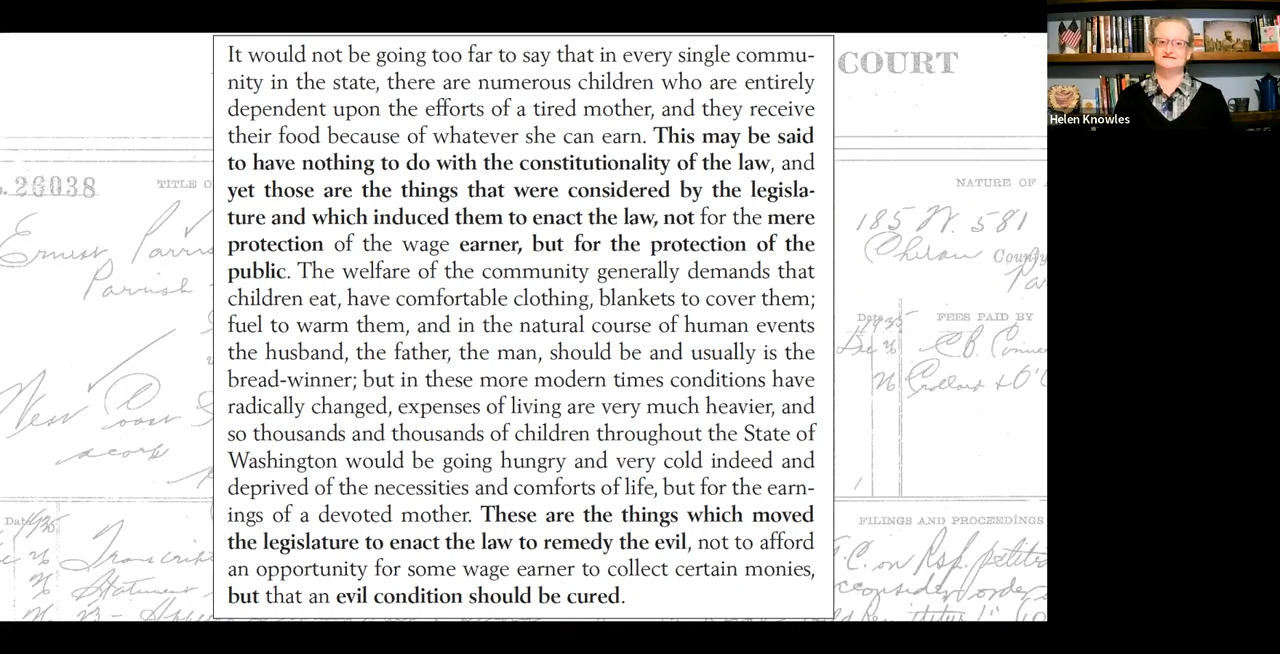 It would not be going too far to say that in every single commu-
nity in the state, there are numerous children who are entirely
dependent upon the efforts of a tired mother, and they receive
their food because of whatever she can earn. This may be said
to have nothing to do with the constitutionality of the law, and
yet those are the things that were considered by the legisla-
ture and which induced them to enact the law, not for the mere
protection of the wage earner, but for the protection of the
public. The welfare of the community generally demands that
children eat, have comfortable clothing, blankets to cover them;
fuel to warm them, and in the natural course of human events
the husband, the father, the man, should be and usually is the
bread-winner; but in these more modern times conditions have
radically changed, expenses of living are very much heavier, and
so thousands and thousands of children throughout the State of
Washington would be going hungry and very cold indeed and
deprived of the necessities and comforts of life, but for the earn-
ings of a devoted mother. These are the things which moved
the legislature to enact the law to remedy the evil, not to afford
an opportunity for some wage earner to collect certain monies,
but that an evil condition should be cured.
COURT
26038
TITLE O
NATURE OF
Ernest
Parrish
185 W. 581
Chelan County
Date
FEES PAID BY
West Coast
Date
FILINGS AND PROCEEDINGS
Statement
Helen Knowles